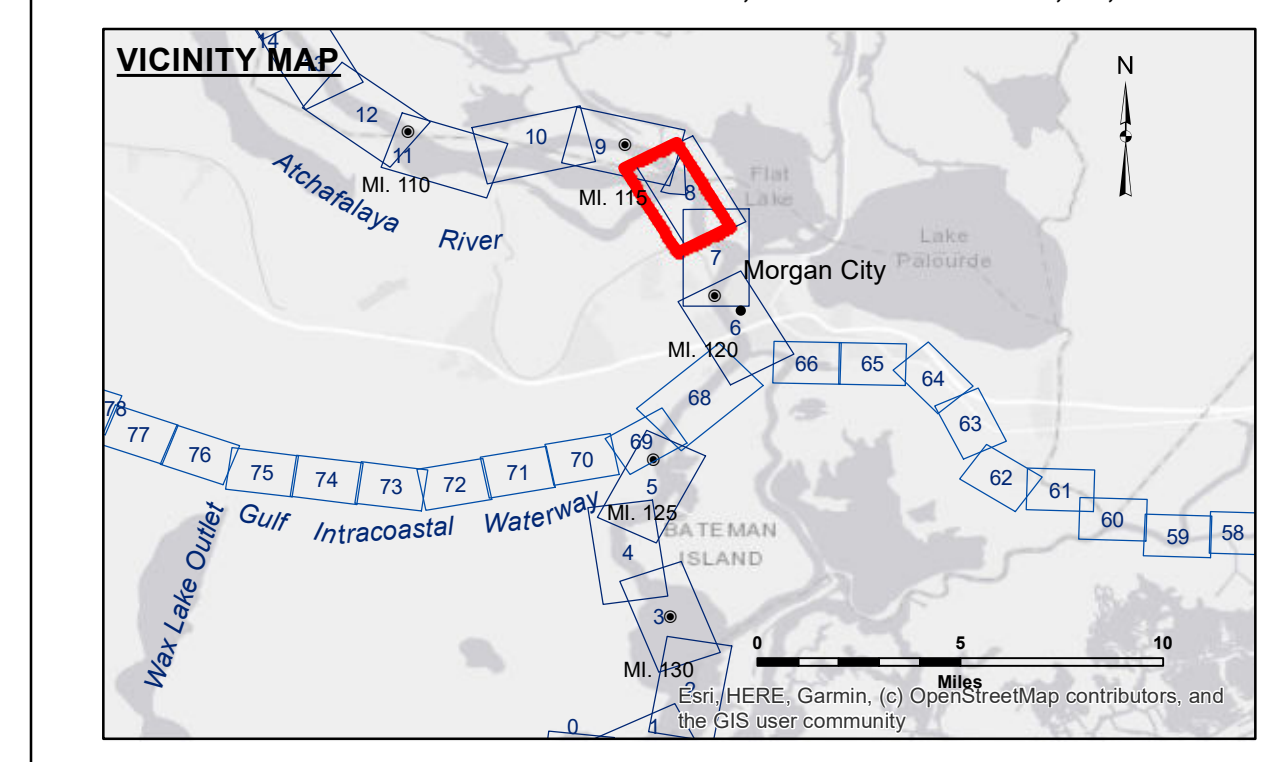 VICINITY MAP
N
14
13
12
11
10
9
8
7
6
MI. 110
MI. 115
Atchafalaya
River
Flat
Lake
Lake
Palourde
Morgan City
MI. 120
66
65
64
63
62
61
60
59
58
68
69
70
71
72
73
74
75
76
77
78
Gulf
Intracoastal
Waterway
Wax Lake Outlet
5
MI. 125
BATEMAN
ISLAND
4
3
MI. 130
2
1
0
0
5
10
Miles
Esri, HERE, Garmin, (c) OpenStreetMap contributors, and
the GIS user community